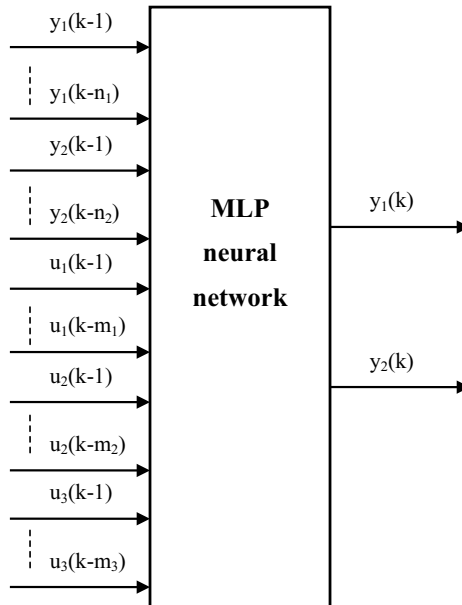 y₁(k-1)
y₁(k-n₁)
y₂(k-1)
y₂(k-n₂)
u₁(k-1)
u₁(k-m₁)
u₂(k-1)
u₂(k-m₂)
u₃(k-1)
u₃(k-m₃)
MLP
neural
network
y₁(k)
y₂(k)